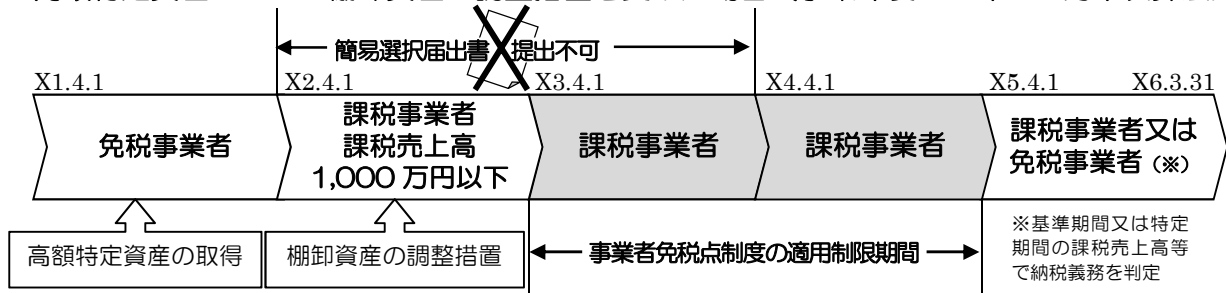 簡易選択届出書 提出不可
X1.4.1 X2.4.1 X3.4.1 X4.4.1 X5.4.1 X6.3.31
免税事業者
課税事業者
課税売上高
1,000 万円以下
課税事業者
課税事業者
課税事業者又は
免税事業者 (※)
高額特定資産の取得
棚卸資産の調整措置
事業者免税点制度の適用制限期間
※基準期間又は特定
期間の課税売上高等
で納税義務を判定